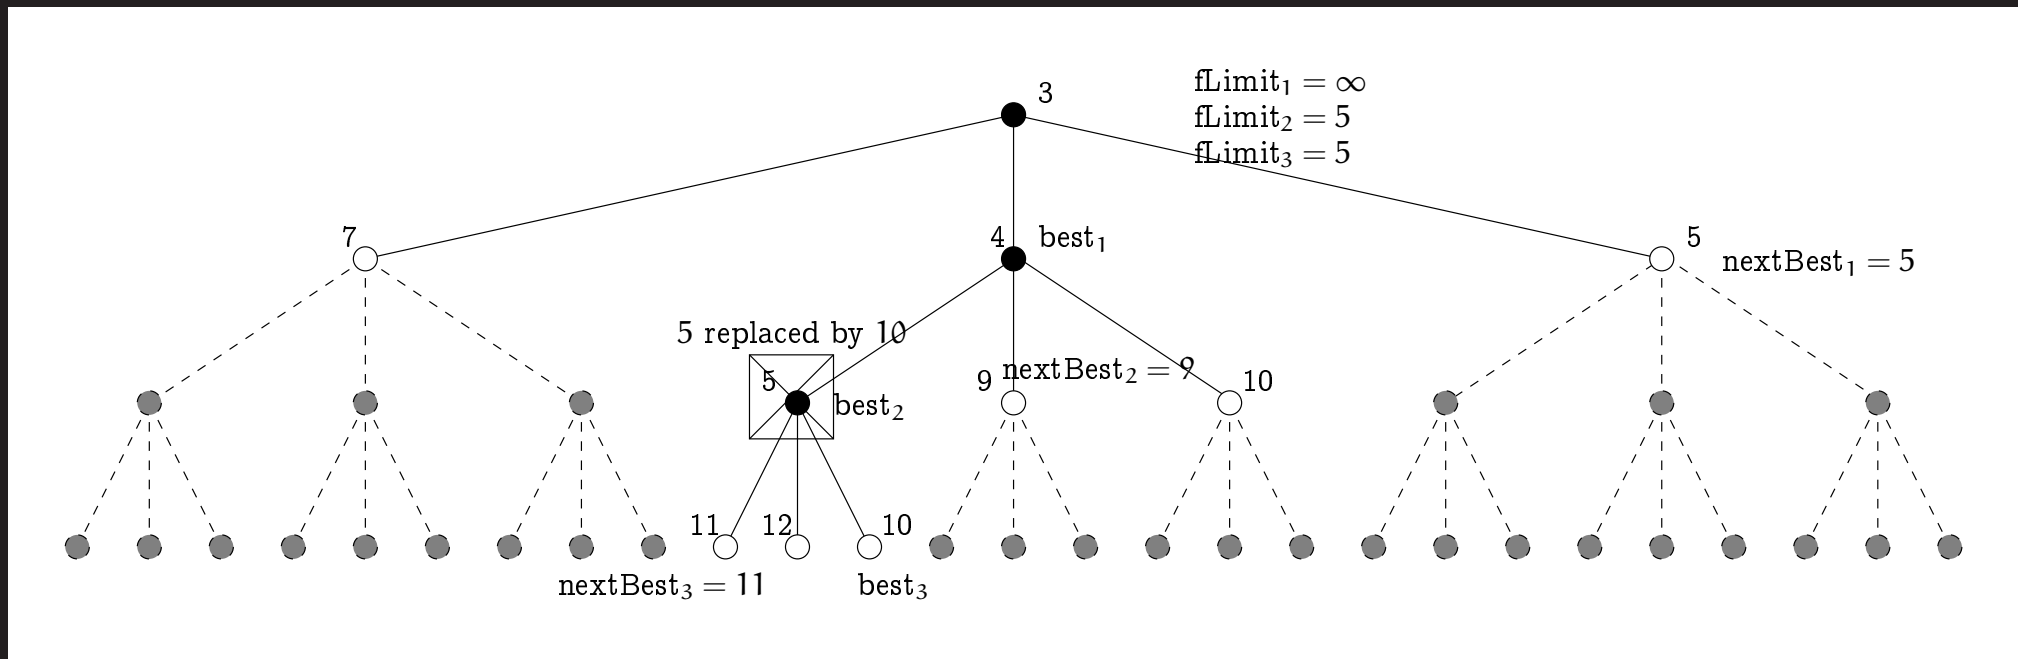 3
fLimit₁ = ∞
fLimit₂ = 5
fLimit₃ = 5
7
4
best₁
5
nextBest₁ = 5
5 replaced by 10
5
best₂
9
nextBest₂ = 9
10
11
12
10
nextBest₃ = 11
best₃